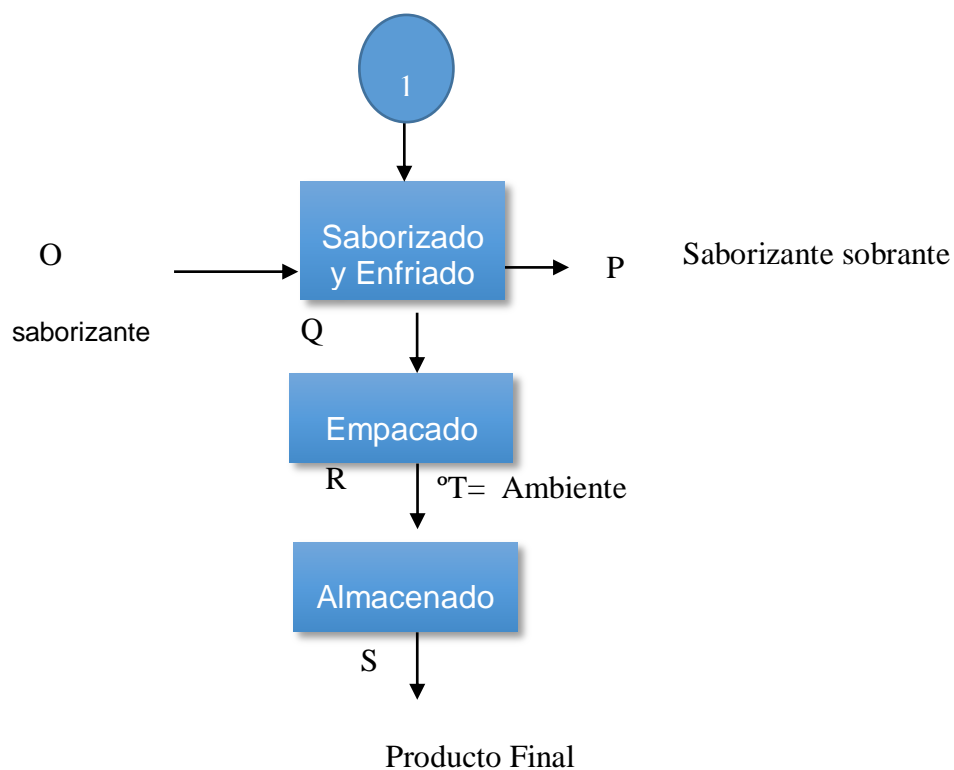 1
Saborizado
y Enfriado
O
P
Saborizante sobrante
saborizante
Q
Empacado
R
ºT= Ambiente
Almacenado
S
Producto Final